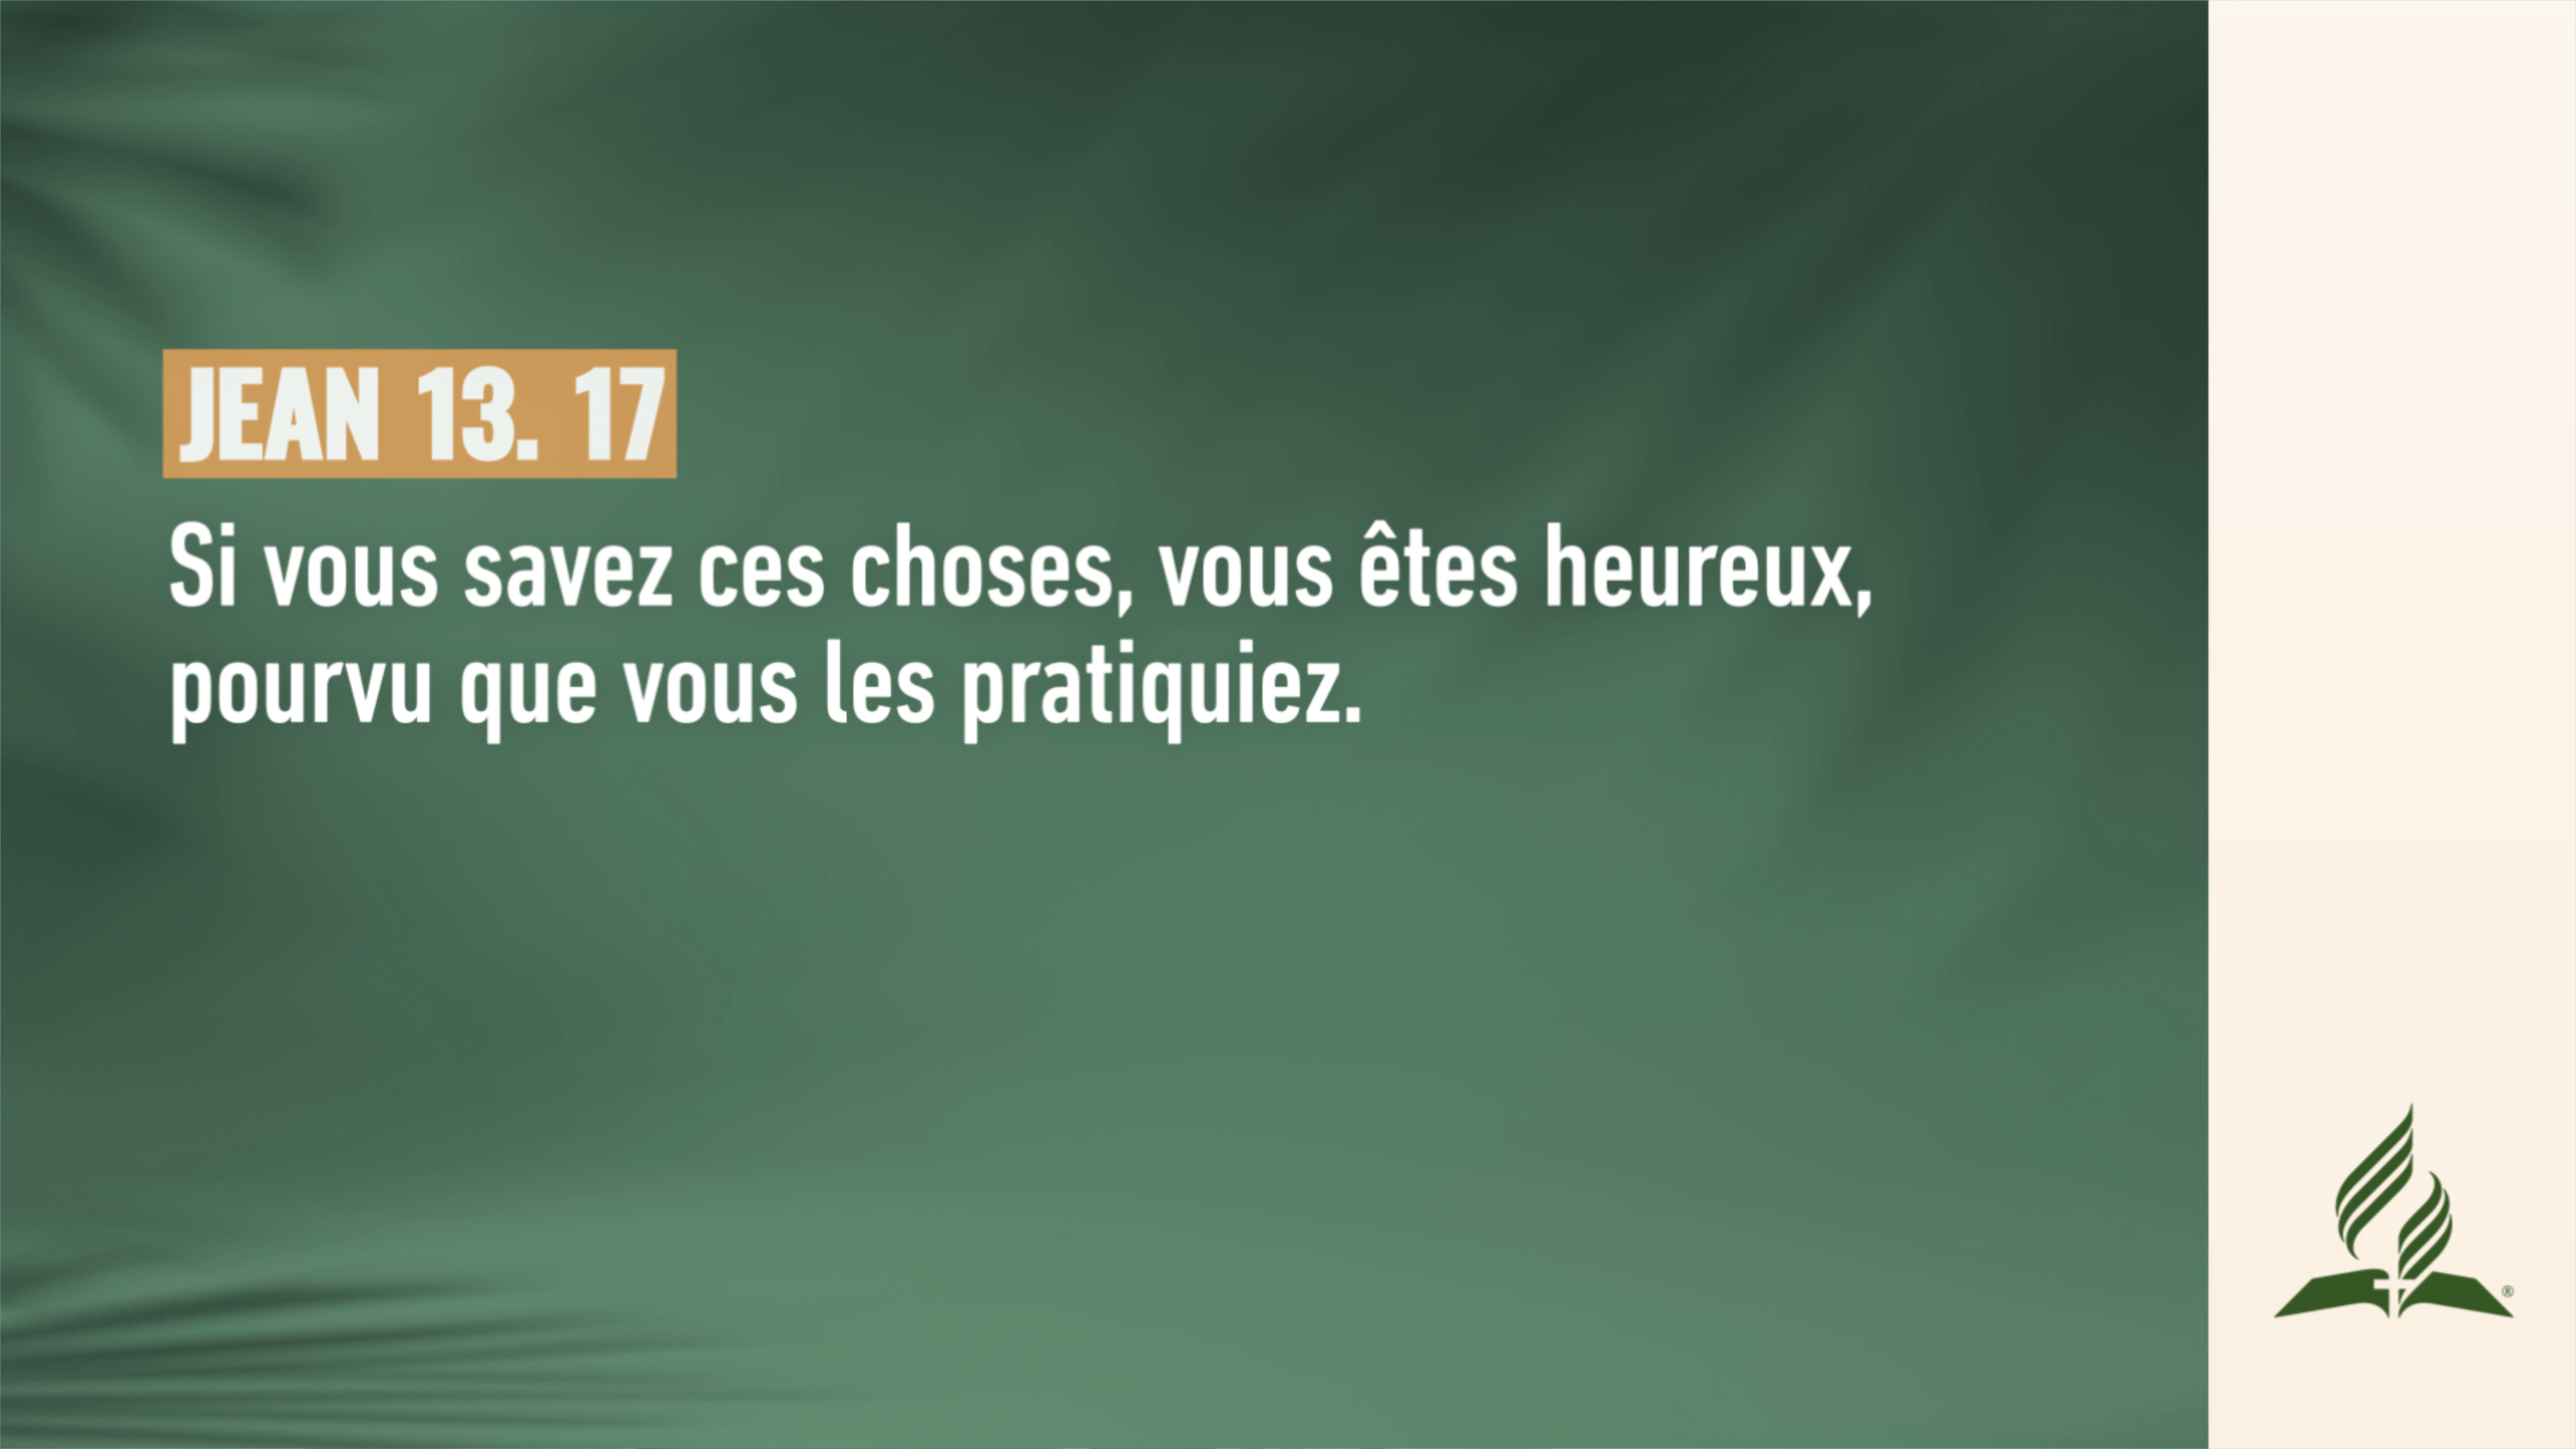 JEAN 13. 17
Si vous savez ces choses, vous êtes heureux,
pourvu que vous les pratiquiez.
®